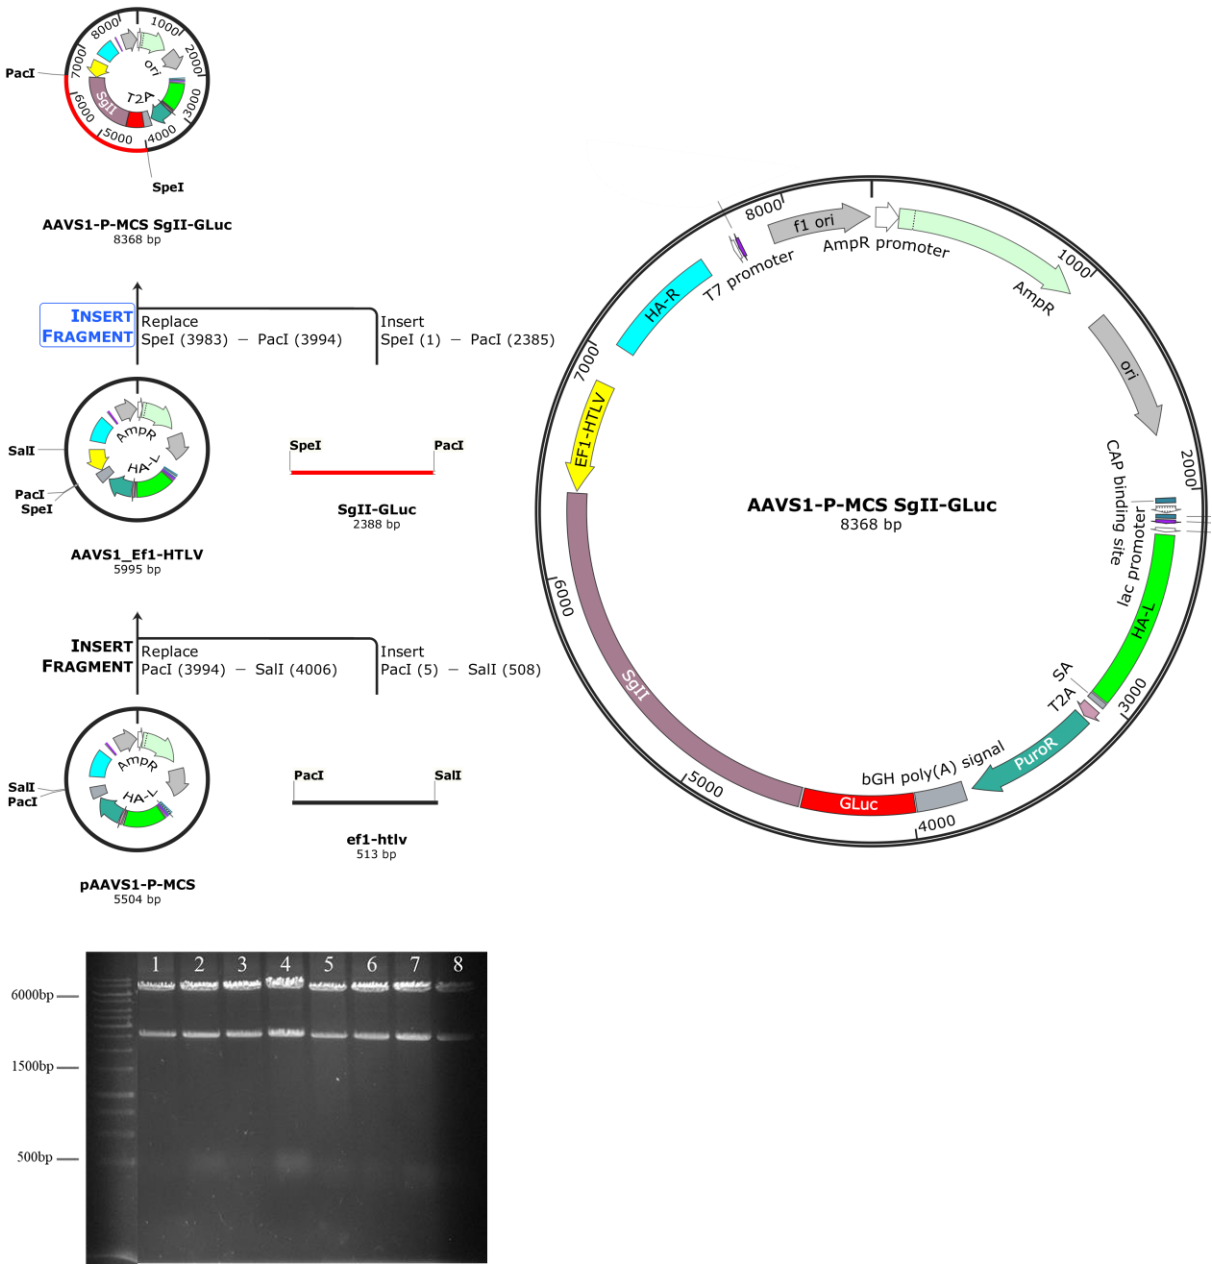 8000
1000
7000
2000
PacI
ori
T2A
SgII
6000
3000
5000
4000
SpeI
AAVS1-P-MCS SgII-GLuc
8368 bp
INSERT
FRAGMENT
Replace
SpeI (3983) – PacI (3994)
Insert
SpeI (1) – PacI (2385)
AmpR
SalI
HA-L
PacI
SpeI
AAVS1_Ef1-HTLV
5995 bp
SpeI
PacI
SgII-GLuc
2388 bp
INSERT
FRAGMENT
Replace
PacI (3994) – SalI (4006)
Insert
PacI (5) – SalI (508)
AmpR
SalI
PacI
HA-L
pAAVS1-P-MCS
5504 bp
PacI
SalI
ef1-htlv
513 bp
8000
f1 ori
AmpR promoter
T7 promoter
1000
AmpR
HA-R
ori
7000
EF1-HTLV
2000
CAP binding site
lac promoter
AAVS1-P-MCS SgII-GLuc
8368 bp
6000
HA-L
SA
T2A
3000
SgII
PuroR
bGH poly(A) signal
5000
GLuc
4000
1 2 3 4 5 6 7 8
6000bp
1500bp
500bp